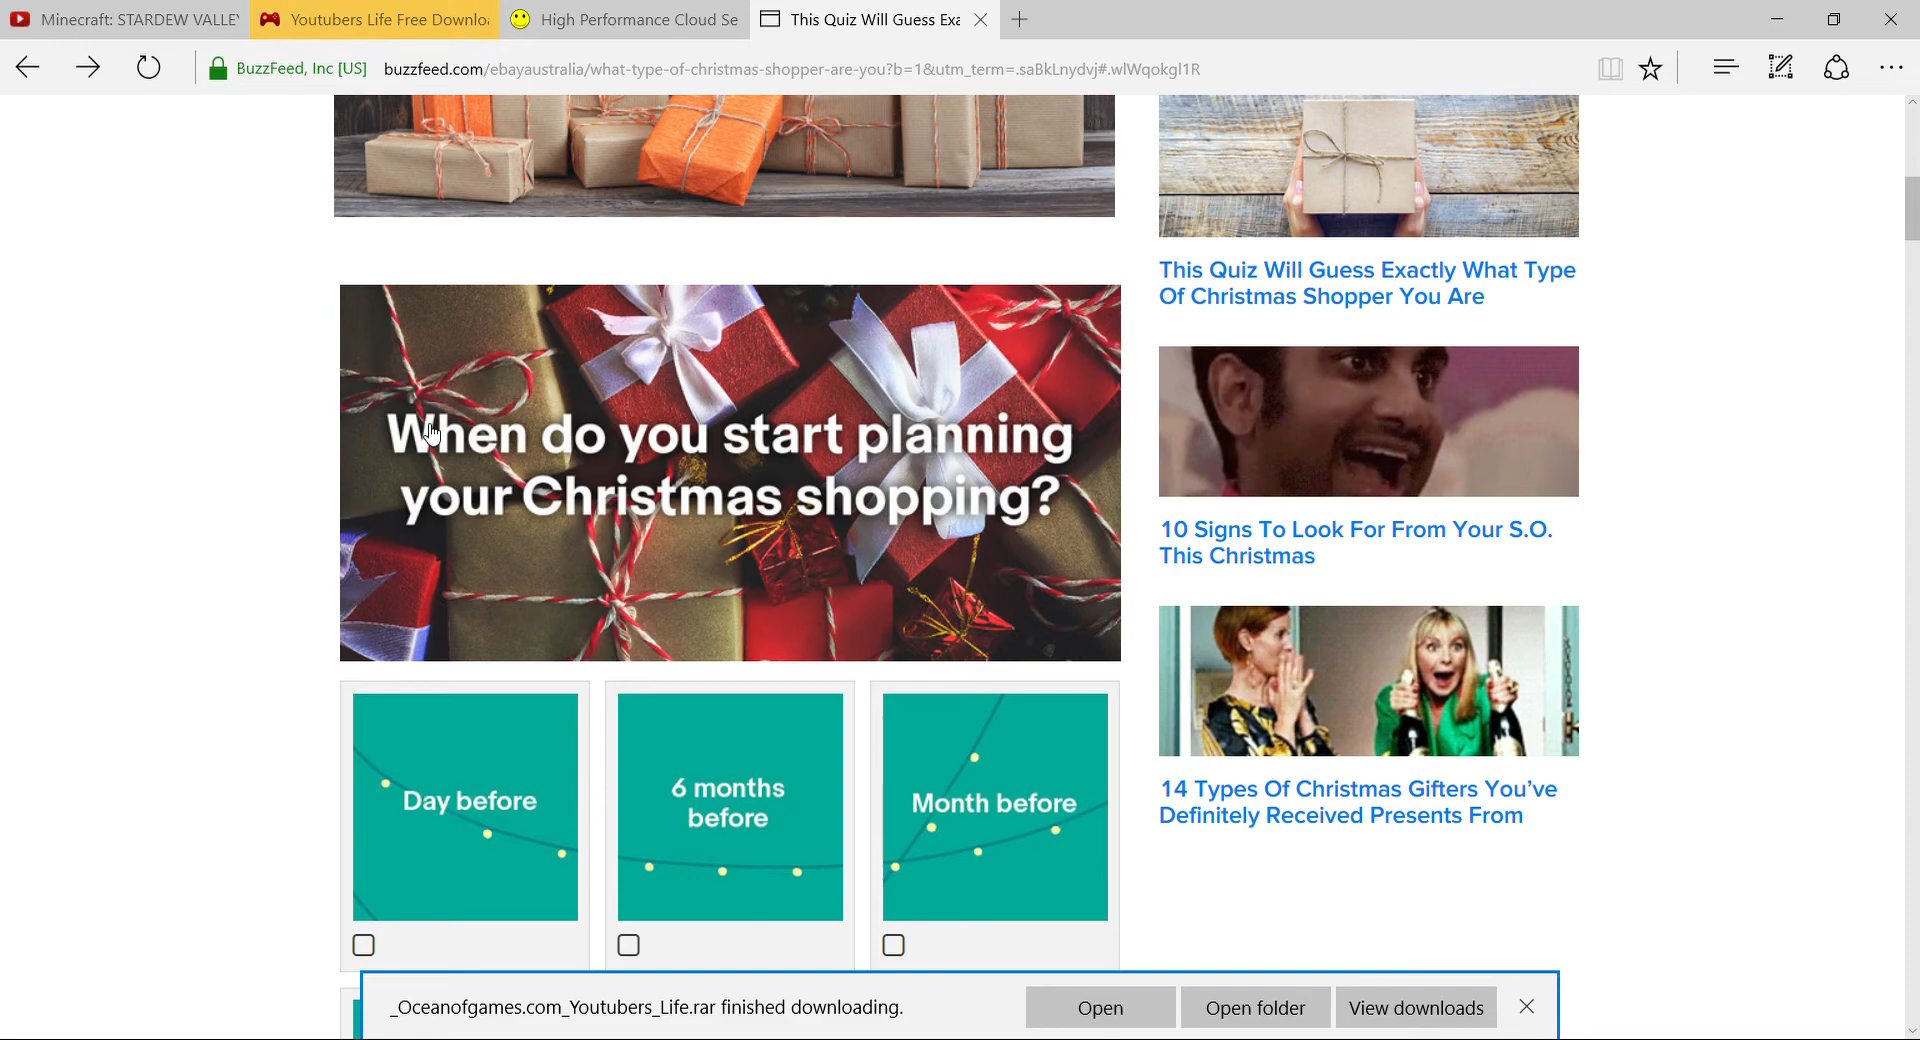 Minecraft: STARDEW VALLEY
Youtubers Life Free Downlo
High Performance Cloud Se
This Quiz Will Guess Exa
BuzzFeed, Inc [US]
buzzfeed.com/ebayaustralia/what-type-of-christmas-shopper-are-you?b=1&utm_term=.saBkLnydvj#.wlWqokgl1R
This Quiz Will Guess Exactly What Type
Of Christmas Shopper You Are
When do you start planning
your Christmas shopping?
10 Signs To Look For From Your S.O.
This Christmas
14 Types Of Christmas Gifters You’ve
Definitely Received Presents From
Day before
6 months
before
Month before
_Oceanofgames.com_Youtubers_Life.rar finished downloading.
Open
Open folder
View downloads